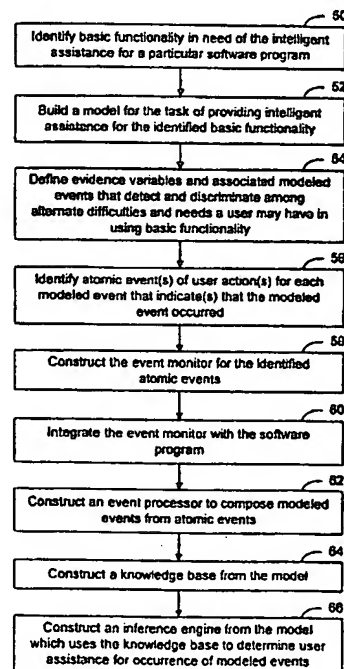 50
Identify basic functionality in need of the intelligent
assistance for a particular software program
52
Build a model for the task of providing intelligent
assistance for the identified basic functionality
54
Define evidence variables and associated modeled
events that detect and discriminate among
alternate difficulties and needs a user may have in
using basic functionality
56
Identify atomic event(s) of user action(s) for each
modeled event that indicate(s) that the modeled
event occurred
58
Construct the event monitor for the identified
atomic events
60
Integrate the event monitor with the software
program
62
Construct an event processor to compose modeled
events from atomic events
64
Construct a knowledge base from the model
66
Construct an inference engine from the model
which uses the knowledge base to determine user
assistance for occurrence of modeled events